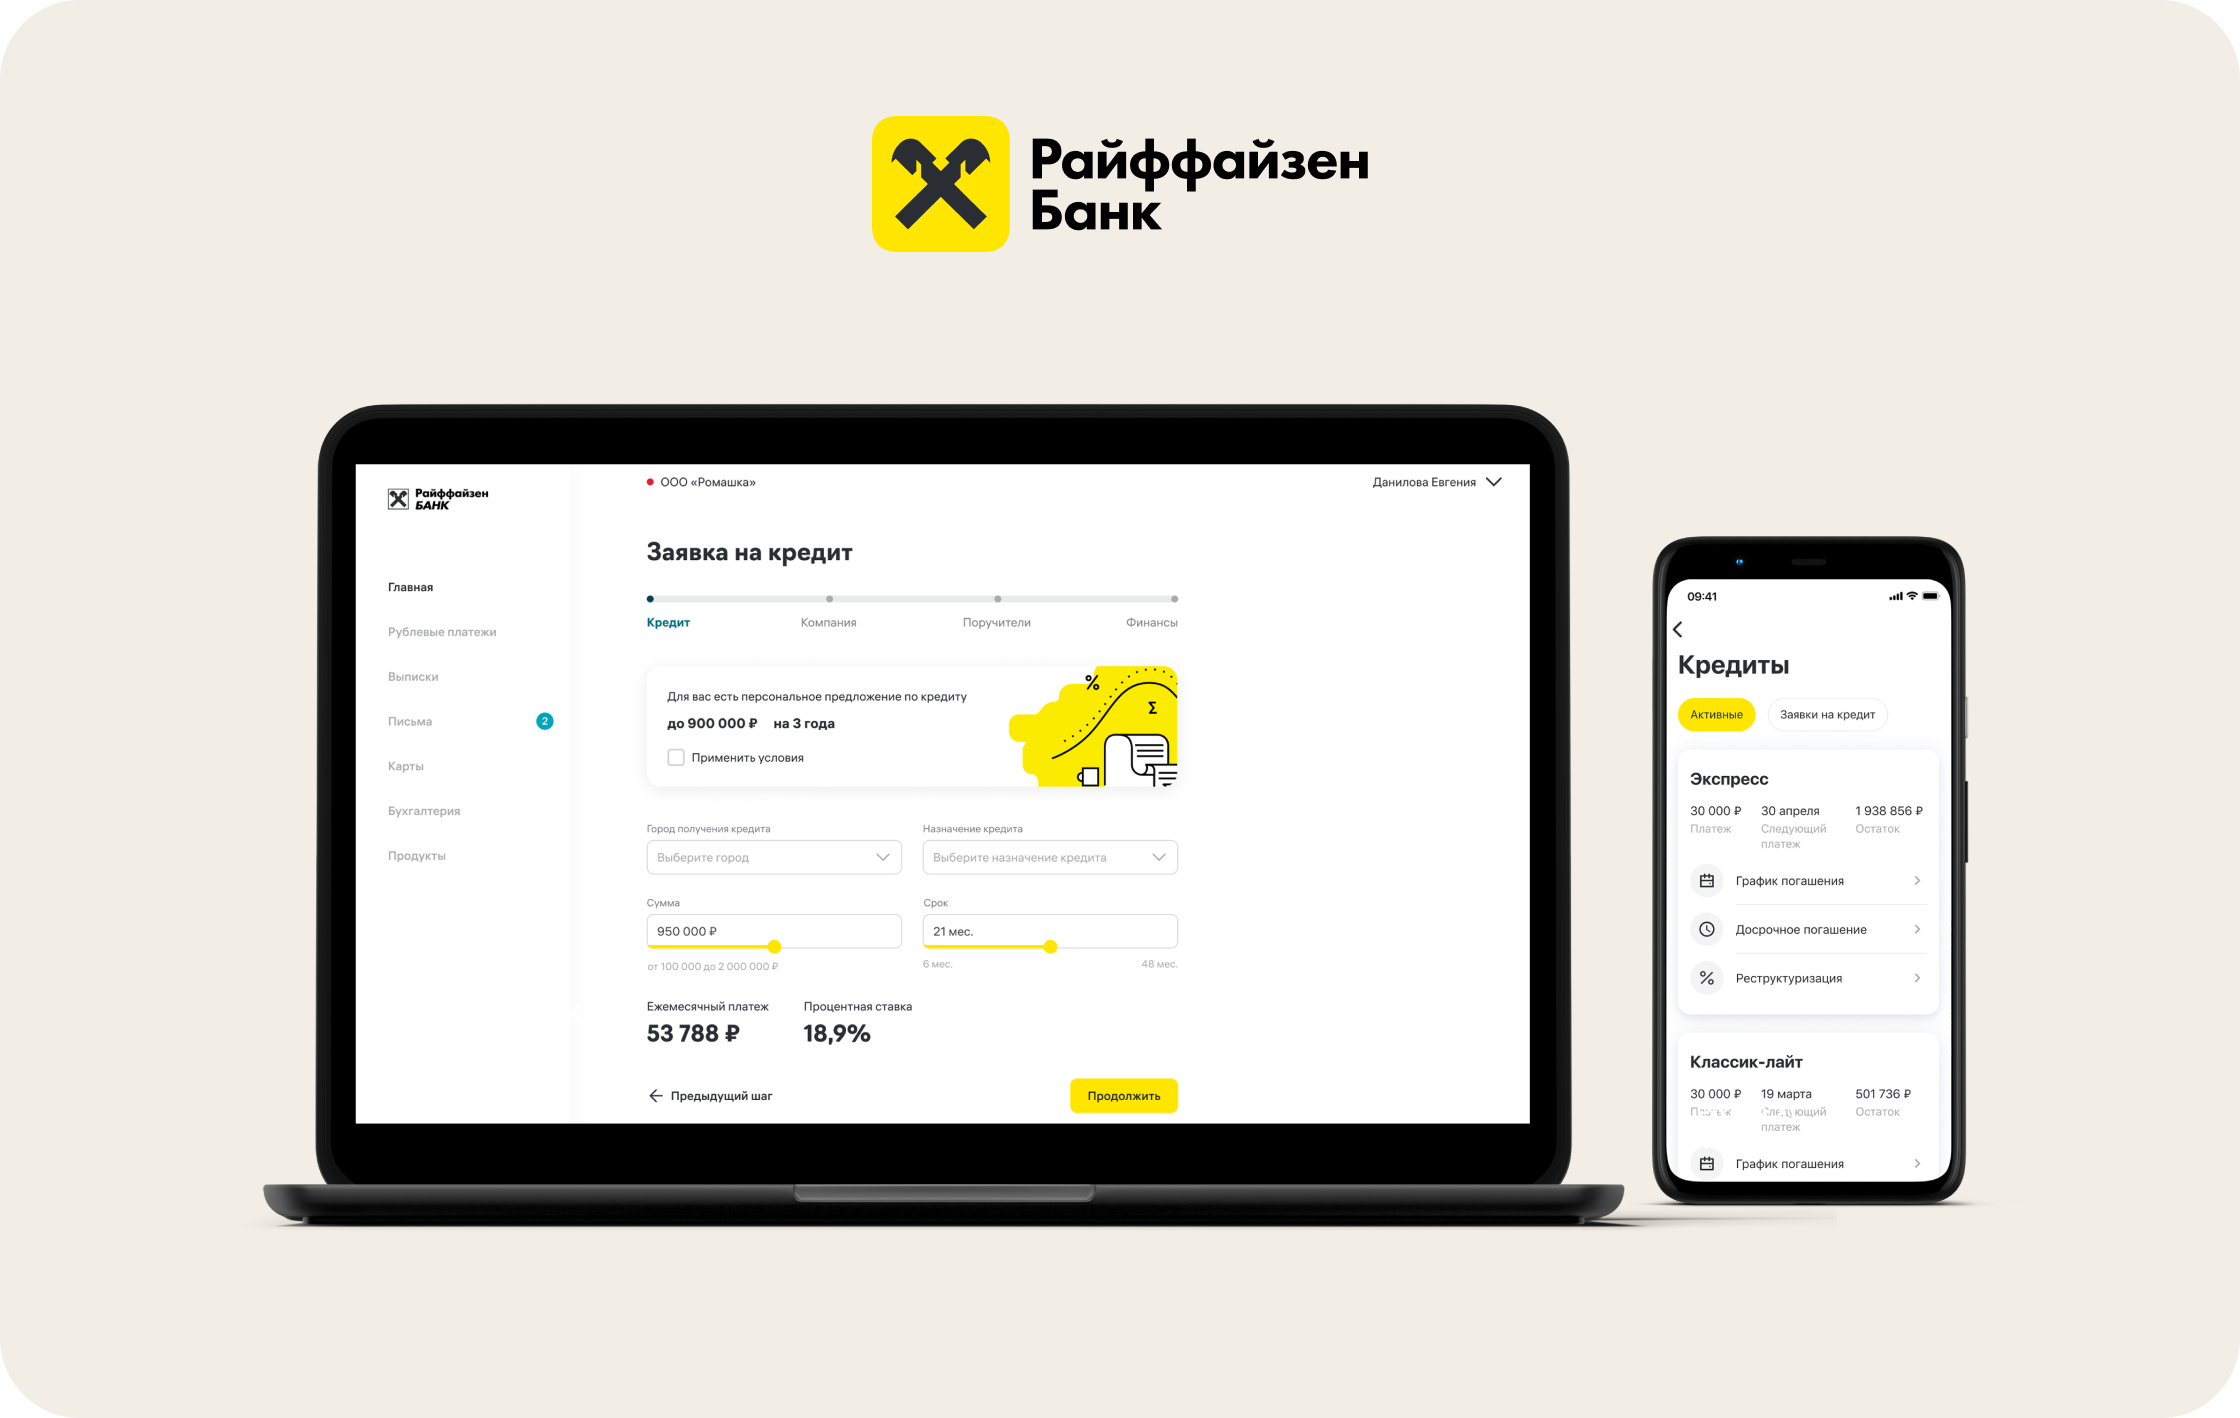 Райффайзен
Банк
Райффайзен
БАНК
Главная
Рублевые платежи
Выписки
Письма
2
Карты
Бухгалтерия
Продукты
ООО «Ромашка»
Данилова Евгения
Заявка на кредит
Кредит
Компания
Поручители
Финансы
Для вас есть персональное предложение по кредиту
до 900 000 ₽ на 3 года
Применить условия
%
Σ
Город получения кредита
Назначение кредита
Выберите город
Выберите назначение кредита
Сумма
Срок
950 000 ₽
21 мес.
от 100 000 до 2 000 000 ₽
6 мес.
48 мес.
Ежемесячный платеж
Процентная ставка
53 788 ₽
18,9%
Предыдущий шаг
Продолжить
09:41
Кредиты
Активные
Заявки на кредит
Экспресс
30 000 ₽
30 апреля
1 938 856 ₽
Платеж
Следующий
платеж
Остаток
График погашения
Досрочное погашение
%
Реструктуризация
Классик-лайт
30 000 ₽
19 марта
501 736 ₽
Платеж
Следующий
платеж
Остаток
График погашения